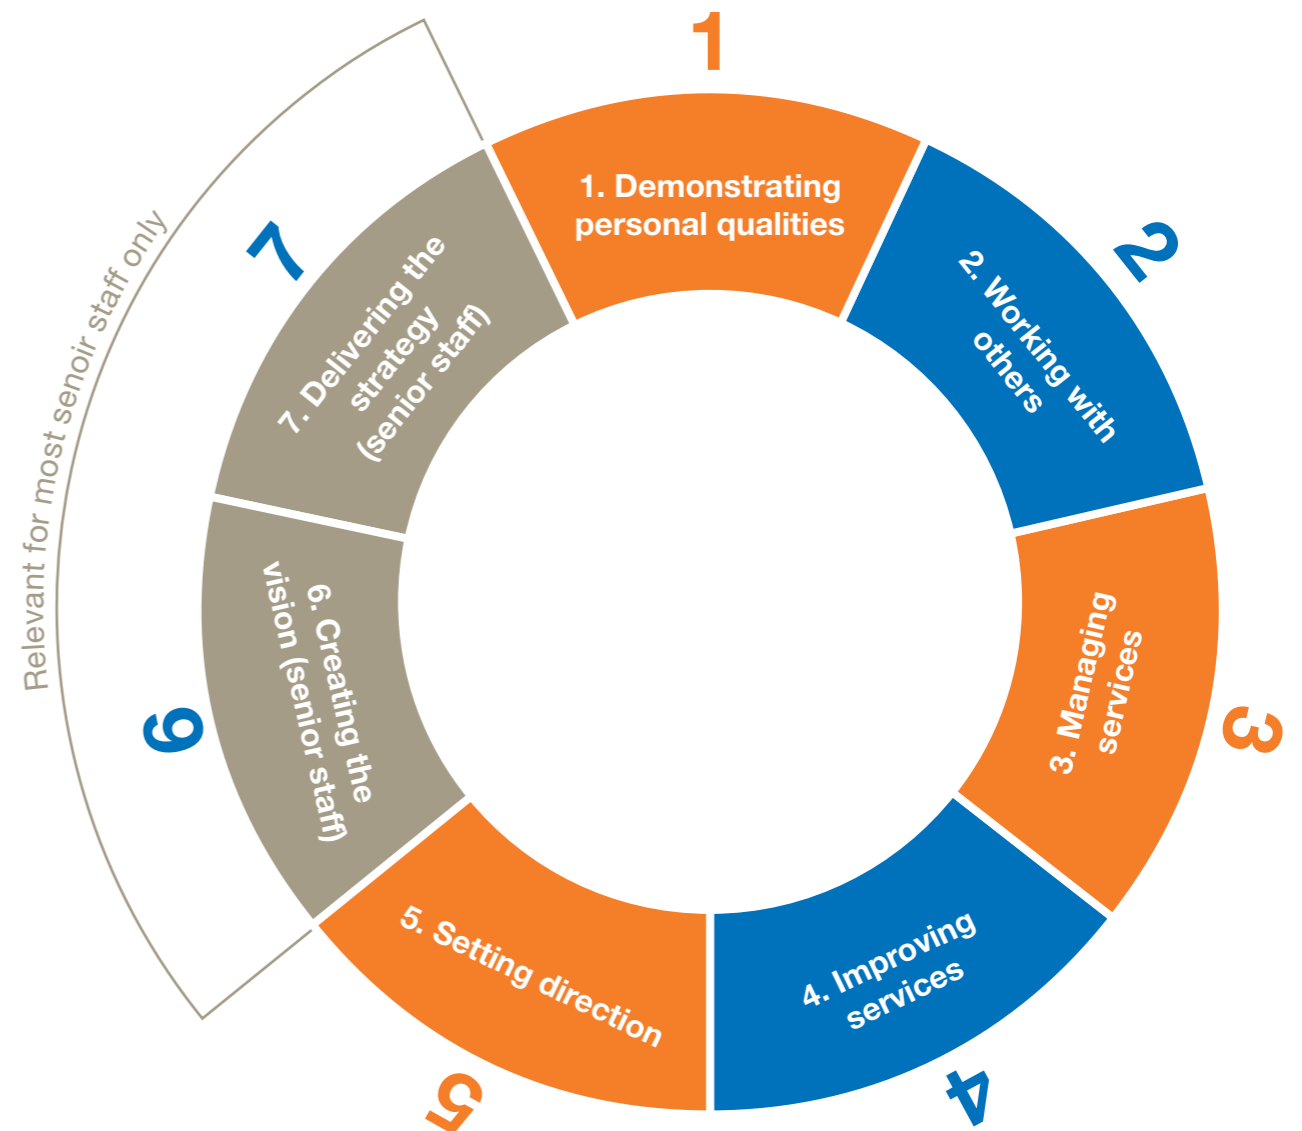 1
1. Demonstrating
personal qualities
2
2. Working with
others
3
3. Managing
services
4
4. Improving
services
5
5. Setting direction
6
6. Creating the
vision (senior staff)
7
7. Delivering the
strategy
(senior staff)
Relevant for most senoir staff only